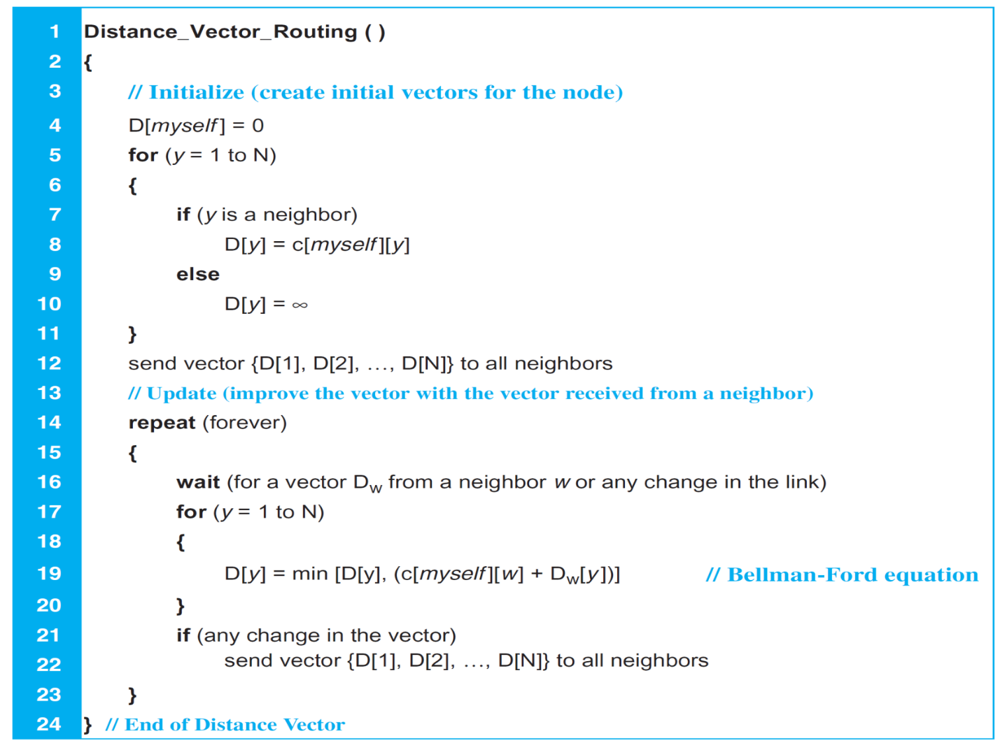 1 Distance_Vector_Routing ( )
2 {
3 // Initialize (create initial vectors for the node)
4 D[myself] = 0
5 for (y = 1 to N)
6 {
7 if (y is a neighbor)
8 D[y] = c[myself][y]
9 else
10 D[y] = ∞
11 }
12 send vector {D[1], D[2], …, D[N]} to all neighbors
13 // Update (improve the vector with the vector received from a neighbor)
14 repeat (forever)
15 {
16 wait (for a vector Dw from a neighbor w or any change in the link)
17 for (y = 1 to N)
18 {
19 D[y] = min [D[y], (c[myself][w] + Dw[y])] // Bellman-Ford equation
20 }
21 if (any change in the vector)
22 send vector {D[1], D[2], …, D[N]} to all neighbors
23 }
24 } // End of Distance Vector